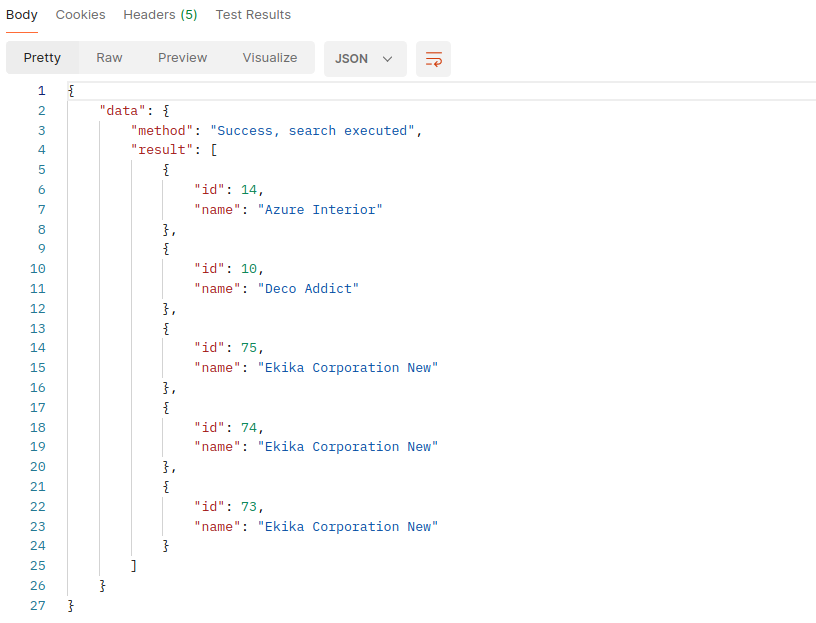 Body Cookies Headers (5) Test Results
Pretty Raw Preview Visualize JSON
1 {
2 "data": {
3 "method": "Success, search executed",
4 "result": [
5 {
6 "id": 14,
7 "name": "Azure Interior"
8 },
9 {
10 "id": 10,
11 "name": "Deco Addict"
12 },
13 {
14 "id": 75,
15 "name": "Ekika Corporation New"
16 },
17 {
18 "id": 74,
19 "name": "Ekika Corporation New"
20 },
21 {
22 "id": 73,
23 "name": "Ekika Corporation New"
24 }
25 ]
26 }
27 }